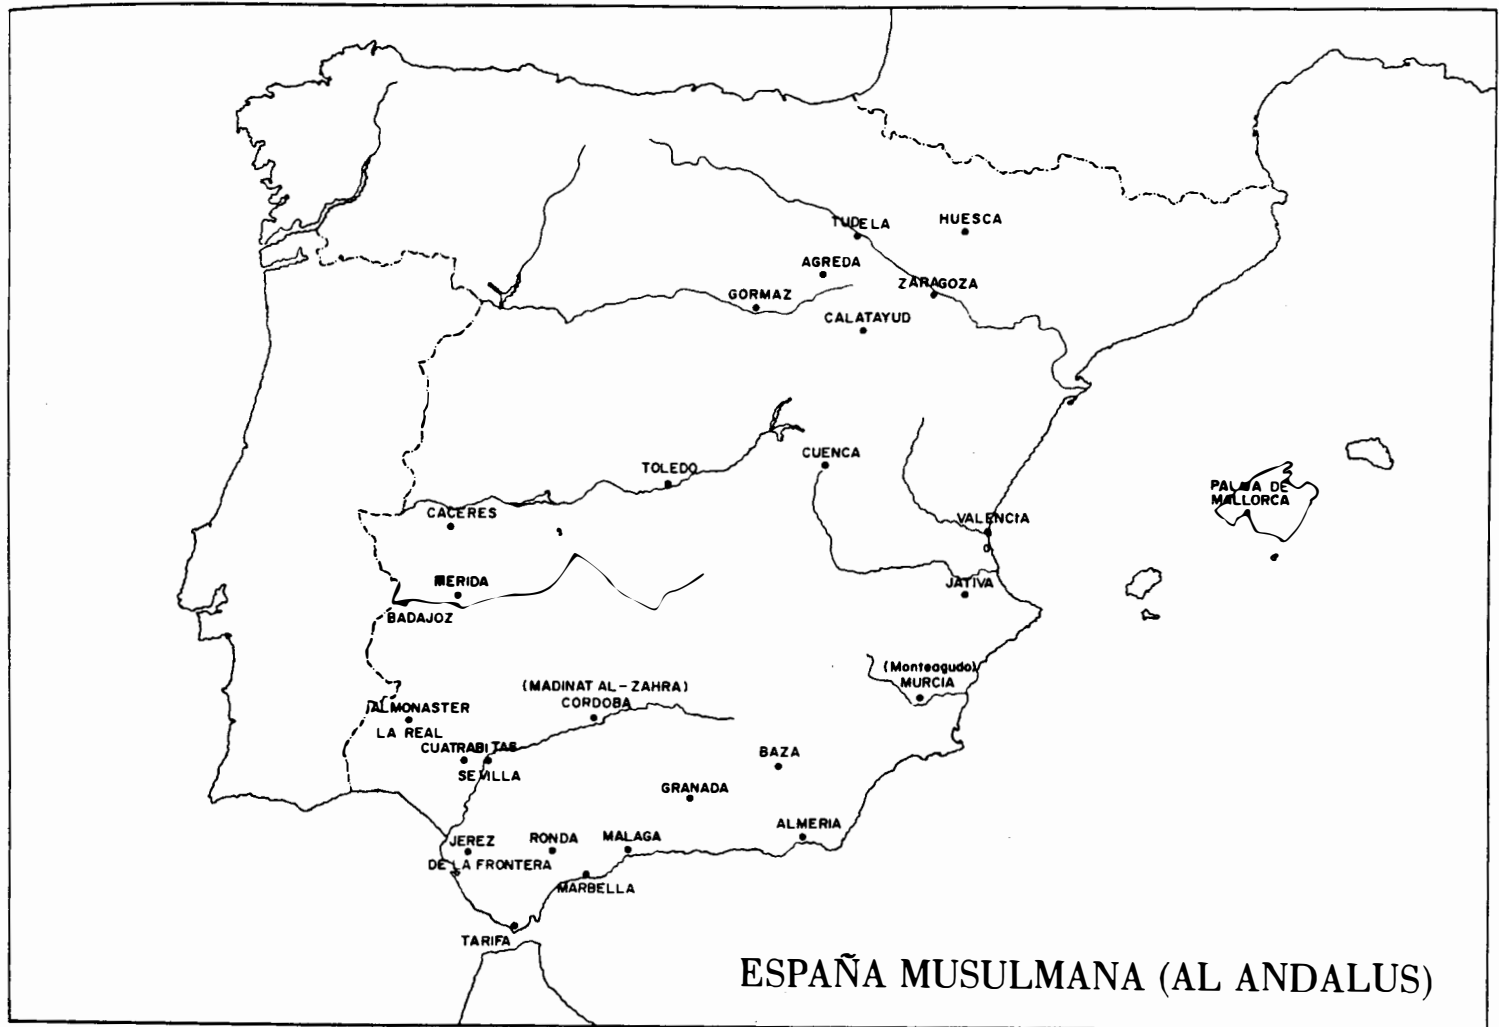 TUDELA
HUESCA
AGREDA
ZARAGOZA
GORMAZ
CALATAYUD
CUENCA
TOLEDO
PALMA DE
MALLORCA
CACERES
VALENCIA
MERIDA
JATIVA
BADAJOZ
(Monteagudo)
MURCIA
(MADINAT AL-ZAHRA)
CORDOBA
ALMONASTER
LA REAL
CUATRABITAS
SEVILLA
BAZA
GRANADA
ALMERIA
JEREZ
DE LA FRONTERA
RONDA
MALAGA
MARBELLA
TARIFA
ESPAÑA MUSULMANA (AL ANDALUS)